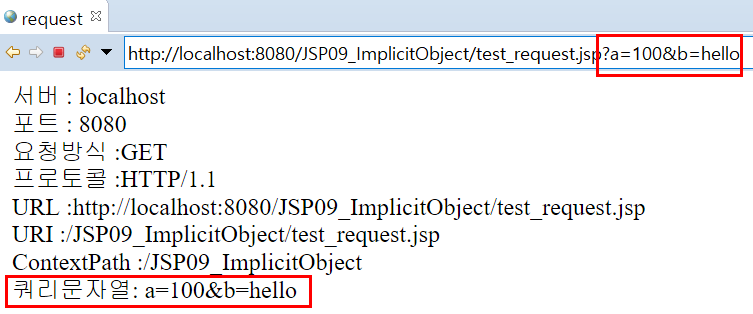 request
http://localhost:8080/JSP09_ImplicitObject/test_request.jsp?a=100&b=hello
서버 : localhost
포트 : 8080
요청방식 :GET
프로토콜 :HTTP/1.1
URL :http://localhost:8080/JSP09_ImplicitObject/test_request.jsp
URI :/JSP09_ImplicitObject/test_request.jsp
ContextPath :/JSP09_ImplicitObject
쿼리문자열: a=100&b=hello